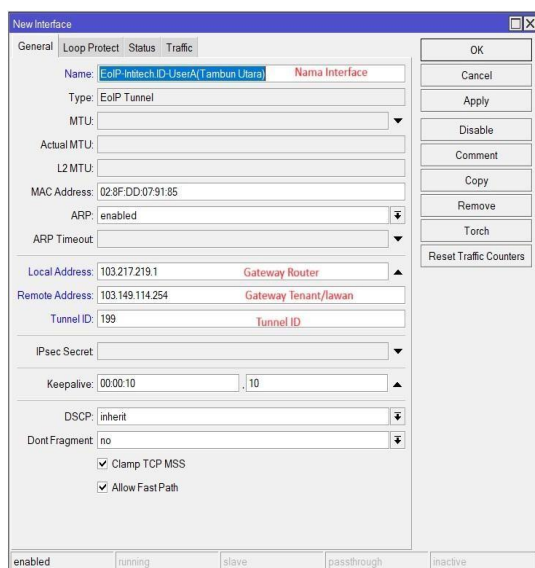 New Interface
General Loop Protect Status Traffic
Name: EoIP-Intitech.ID-UserA(Tambun Utara) Nama Interface
Type: EoIP Tunnel
MTU:
Actual MTU:
L2 MTU:
MAC Address: 02:8F:DD:07:91:85
ARP: enabled
ARP Timeout:
Local Address: 103.217.219.1 Gateway Router
Remote Address: 103.149.114.254 Gateway Tenant/lawan
Tunnel ID: 199 Tunnel ID
IPsec Secret:
Keepalive: 00:00:10 , 10
DSCP: inherit
Dont Fragment: no
Clamp TCP MSS
Allow Fast Path
OK
Cancel
Apply
Disable
Comment
Copy
Remove
Torch
Reset Traffic Counters
enabled running slave passthrough inactive